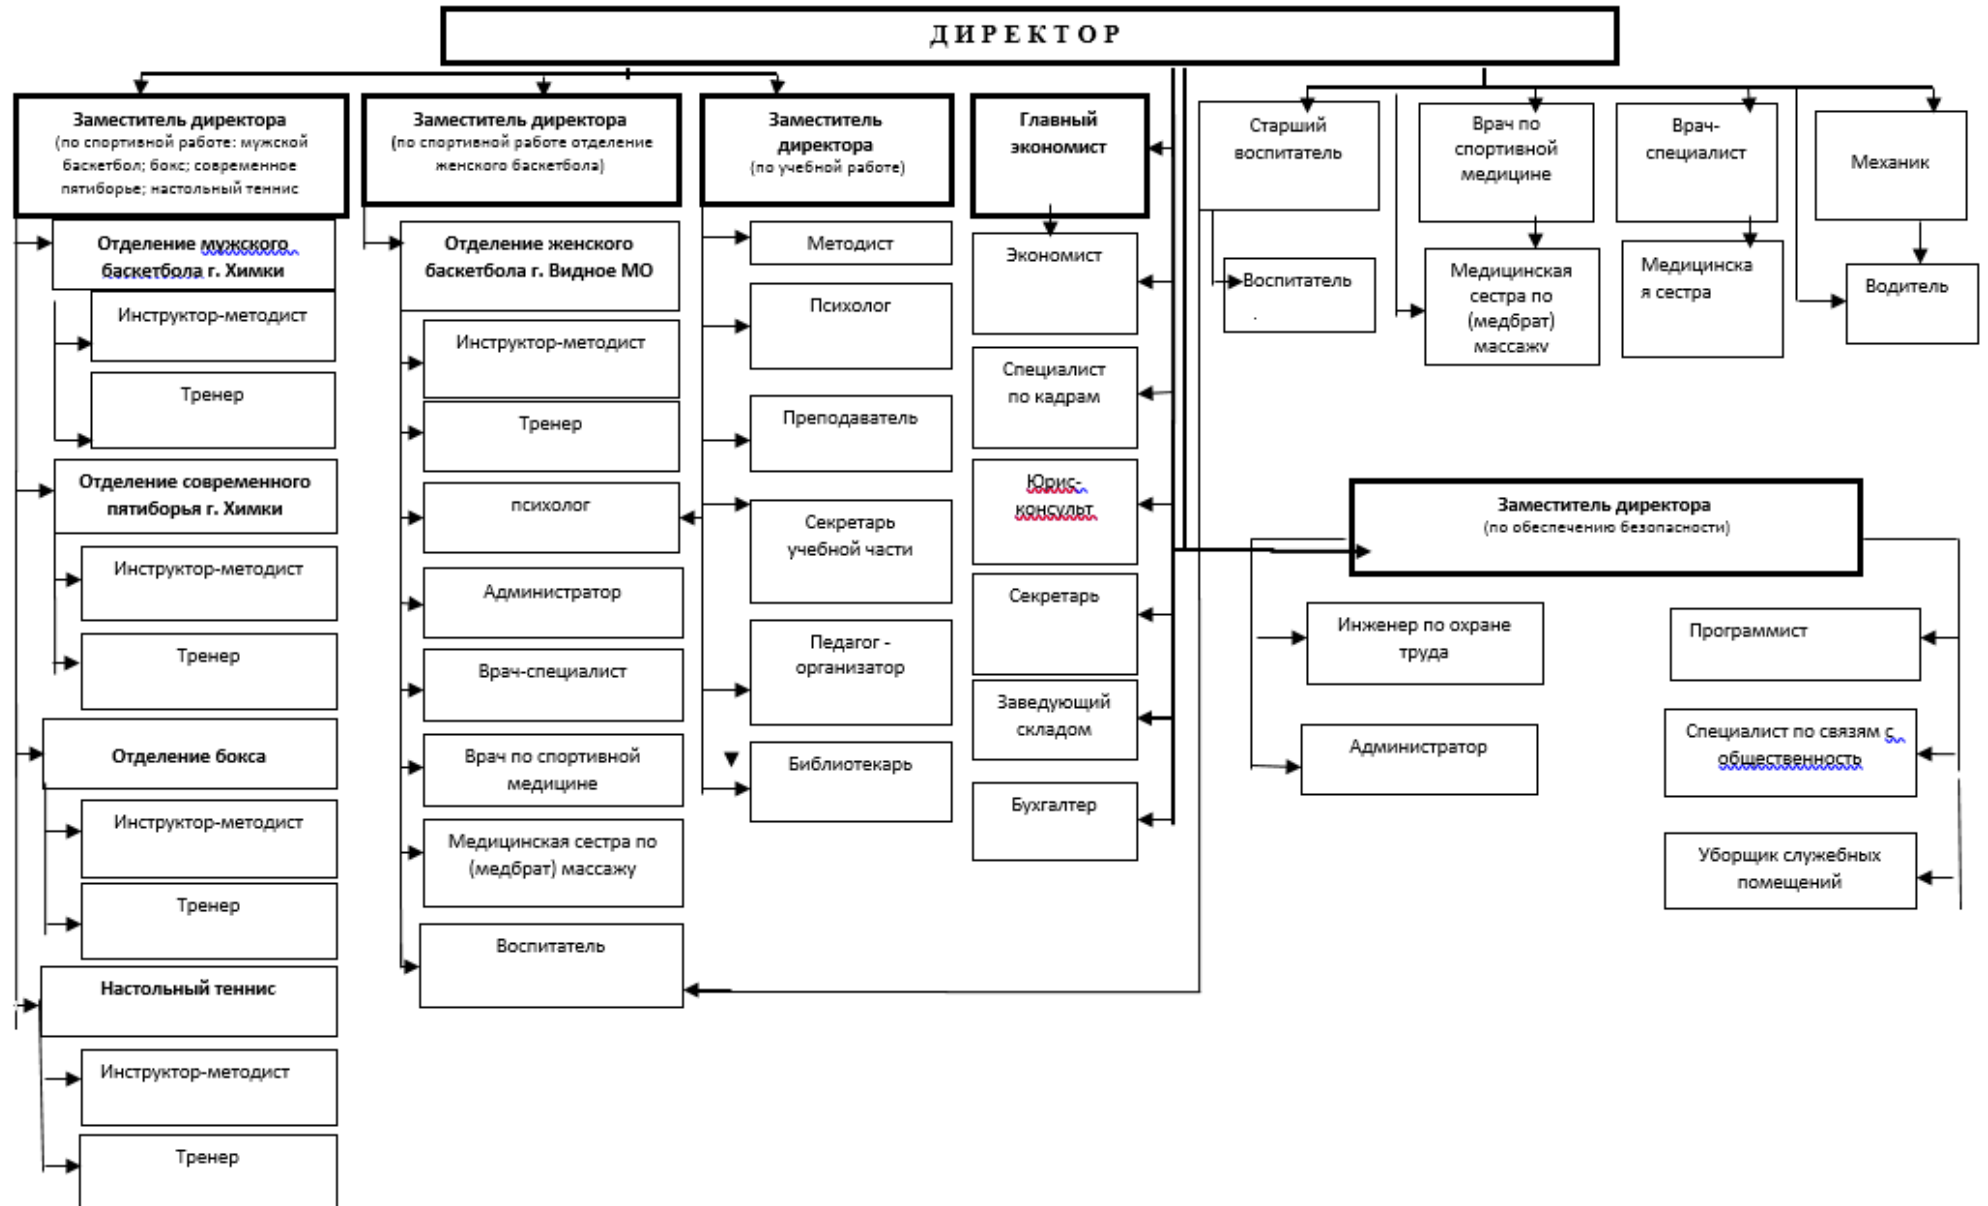 ДИРЕКТОР
Заместитель директора
(по спортивной работе: мужской
баскетбол; бокс; современное
пятиборье; настольный теннис
Отделение мужского
баскетбола г. Химки
Инструктор-методист
Тренер
Отделение современного
пятиборья г. Химки
Инструктор-методист
Тренер
Отделение бокса
Инструктор-методист
Тренер
Настольный теннис
Инструктор-методист
Тренер
Заместитель директора
(по спортивной работе отделение
женского баскетбола)
Отделение женского
баскетбола г. Видное МО
Инструктор-методист
Тренер
психолог
Администратор
Врач-специалист
Врач по спортивной
медицине
Медицинская сестра по
(медбрат) массажу
Воспитатель
Заместитель
директора
(по учебной работе)
Методист
Психолог
Преподаватель
Секретарь
учебной части
Педагог -
организатор
Библиотекарь
Главный
экономист
Экономист
Специалист
по кадрам
Юрис-
консульт
Секретарь
Заведующий
складом
Бухгалтер
Старший
воспитатель
Воспитатель
.
Врач по
спортивной
медицине
Медицинская
сестра по
(медбрат)
массажу
Врач-
специалист
Медицинска
я сестра
Механик
Водитель
Заместитель директора
(по обеспечению безопасности)
Инженер по охране
труда
Администратор
Программист
Специалист по связям с
общественность
Уборщик служебных
помещений